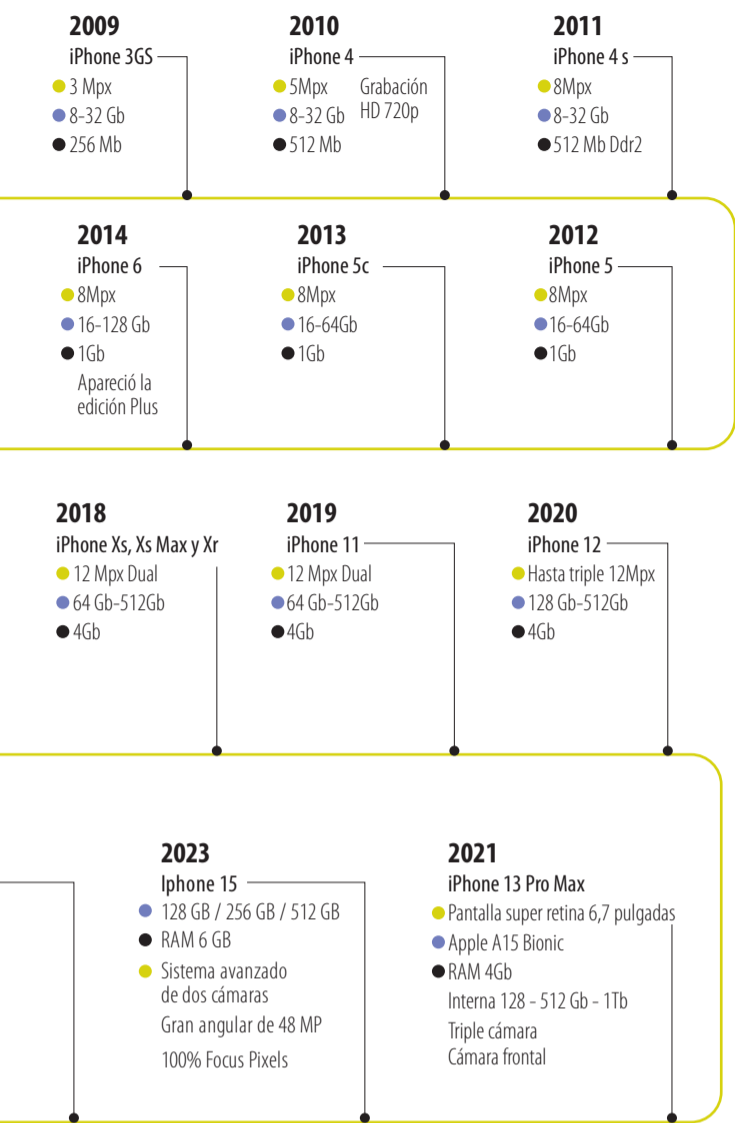 2009
iPhone 3GS
3 Mpx
8-32 Gb
256 Mb
2010
iPhone 4
5Mpx
8-32 Gb
512 Mb
Grabación
HD 720p
2011
iPhone 4 s
8Mpx
8-32 Gb
512 Mb Ddr2
2014
iPhone 6
8Mpx
16-128 Gb
1Gb
Apareció la
edición Plus
2013
iPhone 5c
8Mpx
16-64Gb
1Gb
2012
iPhone 5
8Mpx
16-64Gb
1Gb
2018
iPhone Xs, Xs Max y Xr
12 Mpx Dual
64 Gb-512Gb
4Gb
2019
iPhone 11
12 Mpx Dual
64 Gb-512Gb
4Gb
2020
iPhone 12
Hasta triple 12Mpx
128 Gb-512Gb
4Gb
2023
Iphone 15
128 GB / 256 GB / 512 GB
RAM 6 GB
Sistema avanzado
de dos cámaras
Gran angular de 48 MP
100% Focus Pixels
2021
iPhone 13 Pro Max
Pantalla super retina 6,7 pulgadas
Apple A15 Bionic
RAM 4Gb
Interna 128 - 512 Gb - 1Tb
Triple cámara
Cámara frontal